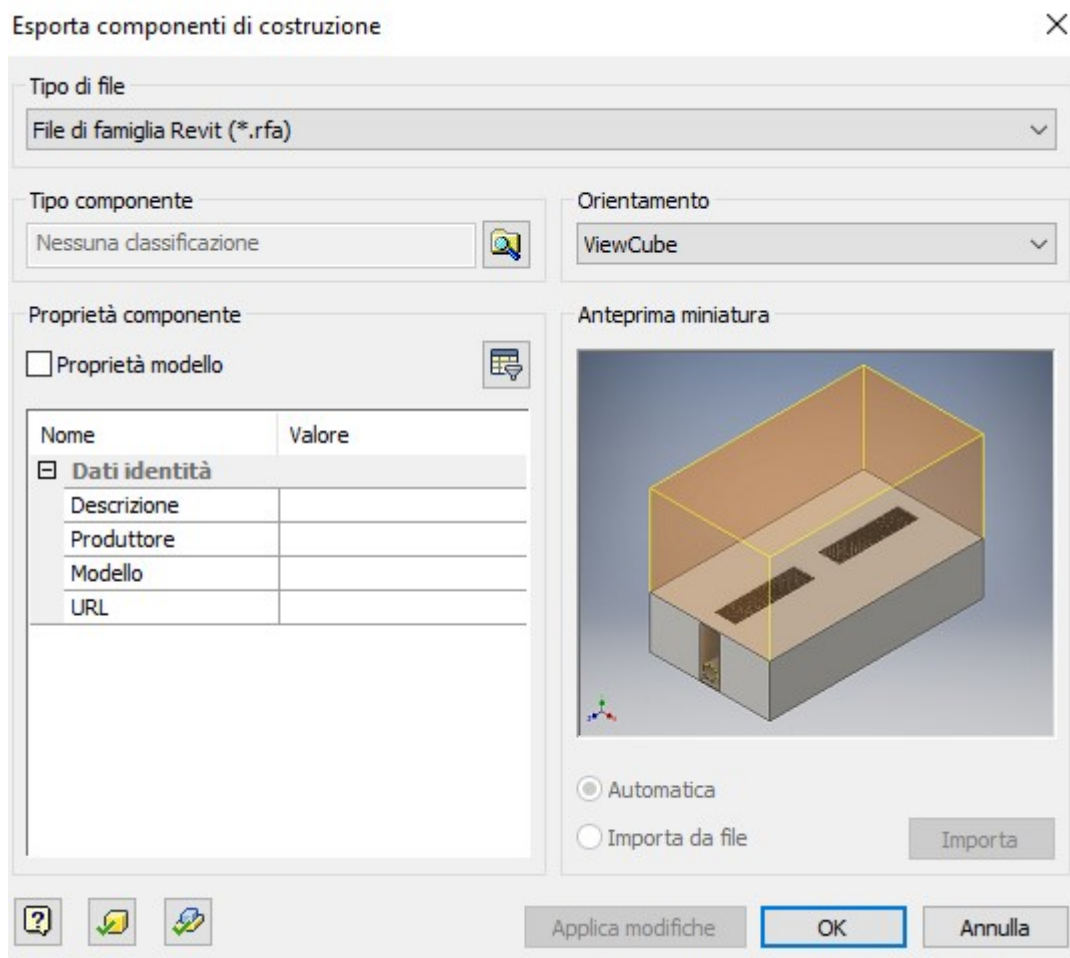 Esporta componenti di costruzione
Tipo di file
File di famiglia Revit (*.rfa)
Tipo componente
Nessuna classificazione
Orientamento
ViewCube
Proprietà componente
Proprietà modello
Nome Valore
Dati identità
Descrizione
Produttore
Modello
URL
Anteprima miniatura
Automatica
Importa da file
Importa
Applica modifiche
OK
Annulla